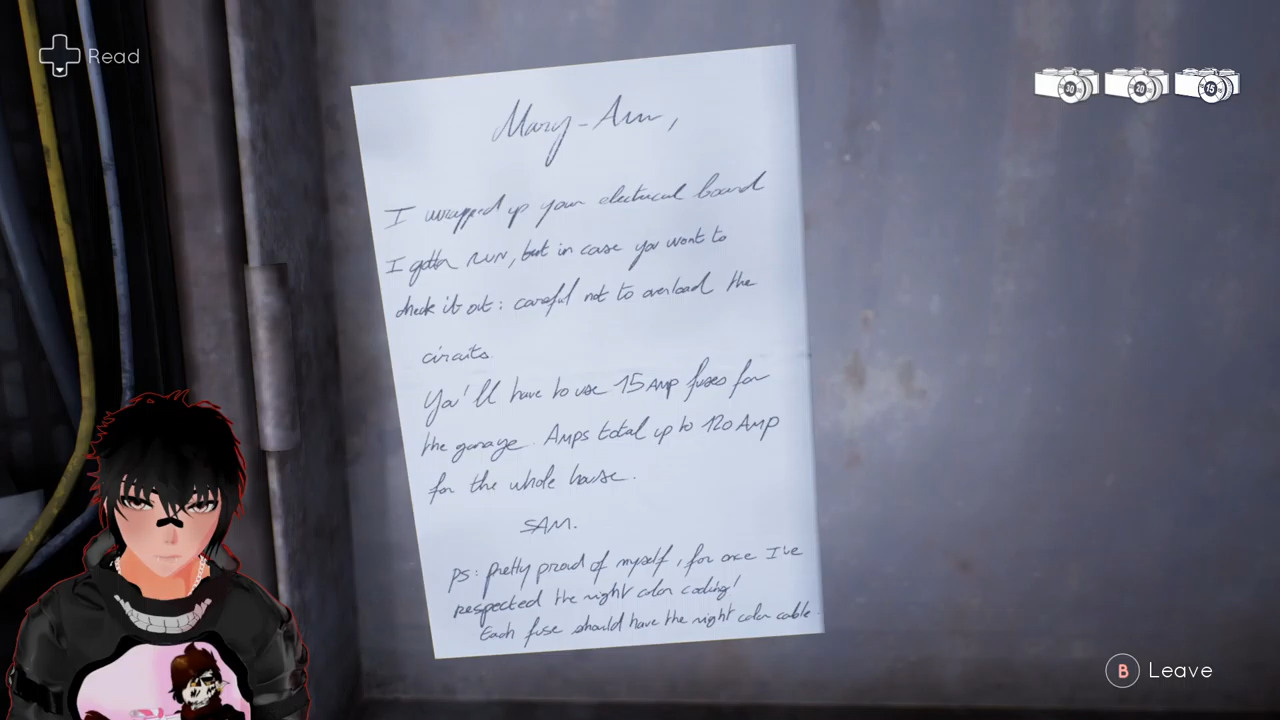 Read
30 20 15
Mary-Ann,
I wrapped up your electrical board
I gotta run, but in case you want to
check it out: careful not to overload the
circuits.
You'll have to use 15 Amp fuses for
the garage. Amps total up to 120 Amp
for the whole house.
SAM.
PS: pretty proud of myself, for once I've
respected the right color coding!
Each fuse should have the right color cable.
B Leave